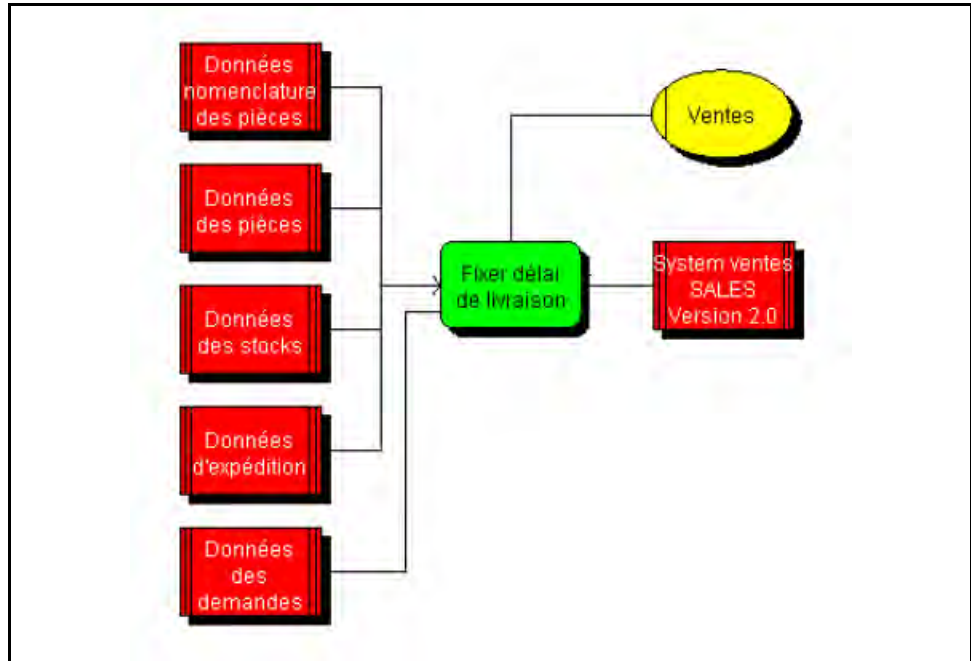 Données
nomenclature
des pièces
Données
des pièces
Données
des stocks
Données
d'expédition
Données
des
demandes
Fixer délai
de livraison
Ventes
System ventes
SALES
Version 2.0